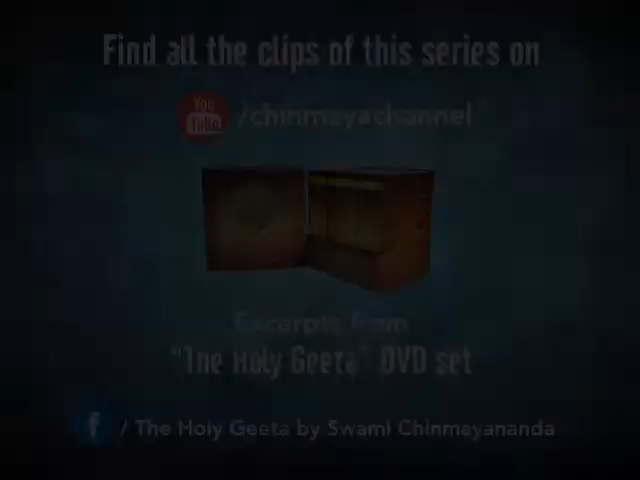 Find all the clips of this series on
You Tube /chinmayachannel
Excerpts from
"The Holy Geeta" DVD set
f / The Holy Geeta by Swami Chinmayananda